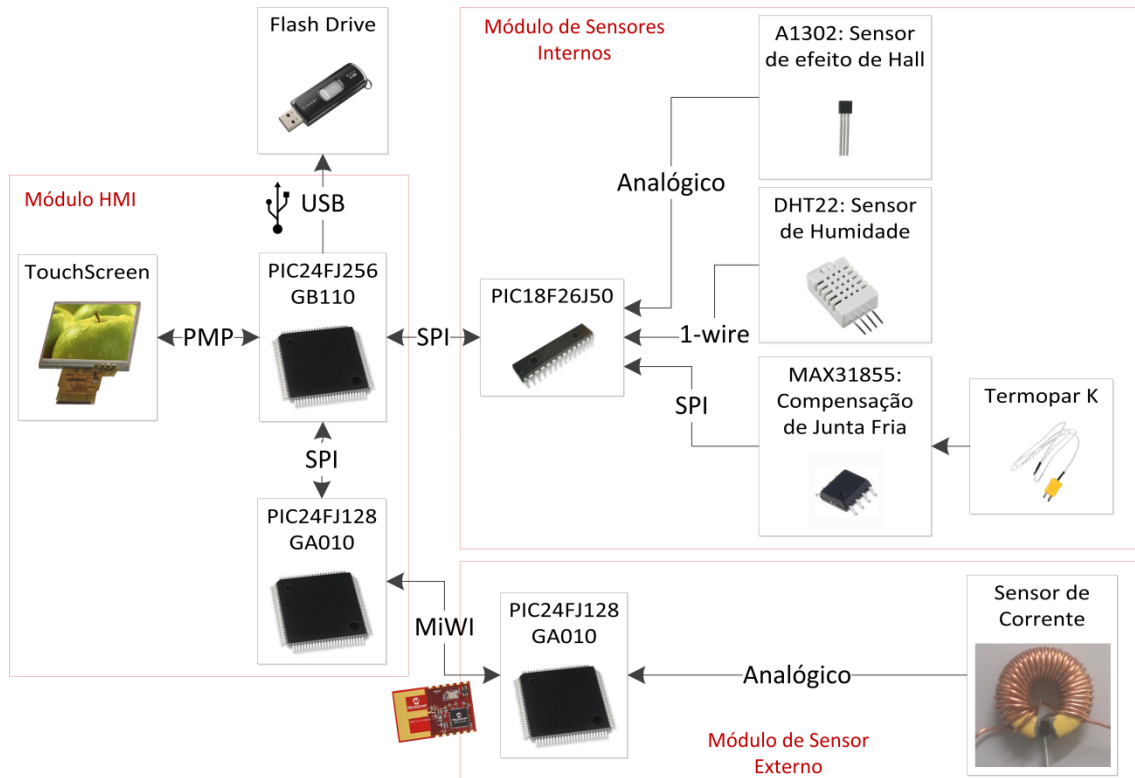 Flash Drive
Módulo de Sensores
Internos
A1302: Sensor
de efeito de Hall
Analógico
Módulo HMI
USB
DHT22: Sensor
de Humidade
TouchScreen
PIC24FJ256
GB110
PIC18F26J50
PMP
SPI
1-wire
MAX31855:
Compensação
de Junta Fria
SPI
Termopar K
SPI
PIC24FJ128
GA010
MiWI
PIC24FJ128
GA010
Sensor de
Corrente
Analógico
Módulo de Sensor
Externo